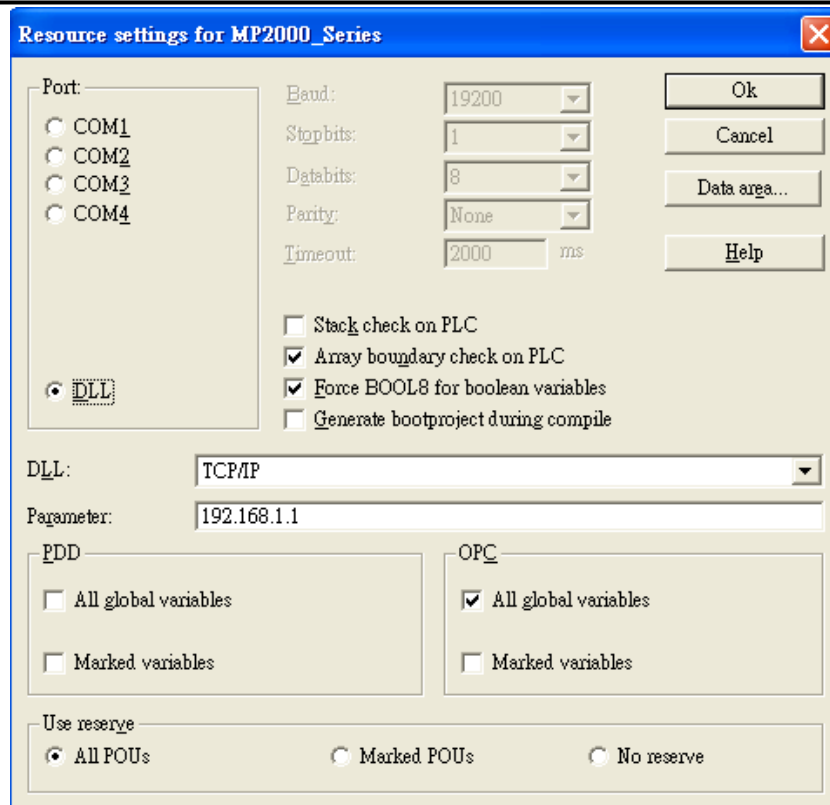 Resource settings for MP2000_Series
Port:
COM1
COM2
COM3
COM4
DLL
Baud: 19200
Stopbits: 1
Databits: 8
Parity: None
Timeout: 2000 ms
Ok
Cancel
Data area...
Help
Stack check on PLC
Array boundary check on PLC
Force BOOL8 for boolean variables
Generate bootproject during compile
DLL: TCP/IP
Parameter: 192.168.1.1
PDD
All global variables
Marked variables
OPC
All global variables
Marked variables
Use reserve
All POUs Marked POUs No reserve